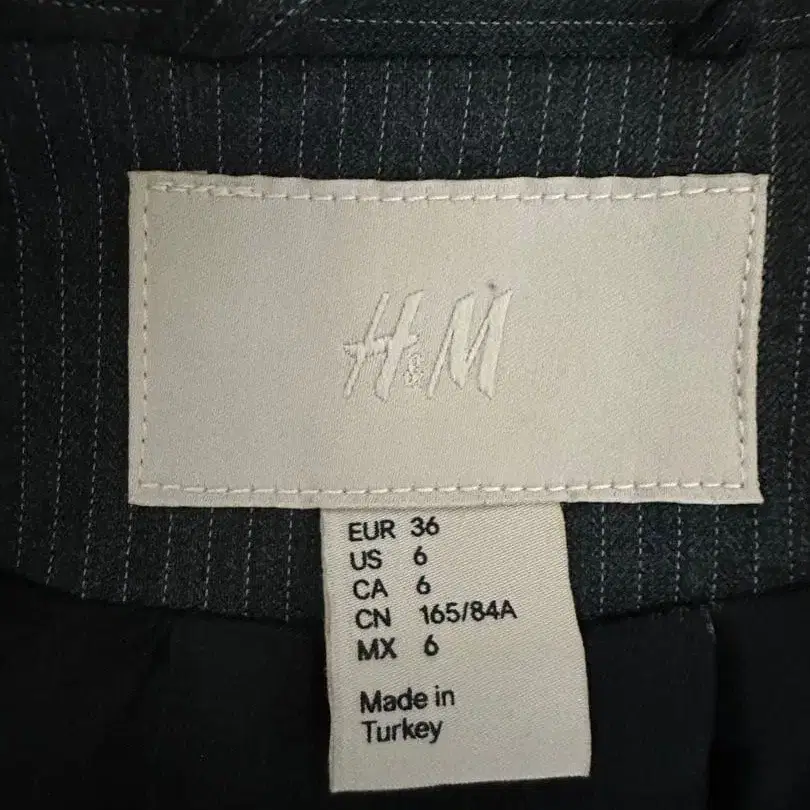 H&M
EUR 36
US 6
CA 6
CN 165/84A
MX 6
Made in
Turkey